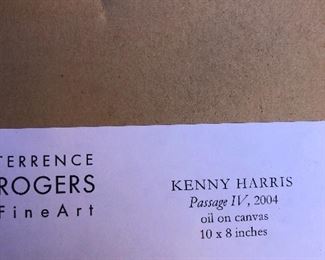 TERRENCE
ROGERS
FineArt
KENNY HARRIS
Passage IV, 2004
oil on canvas
10 x 8 inches